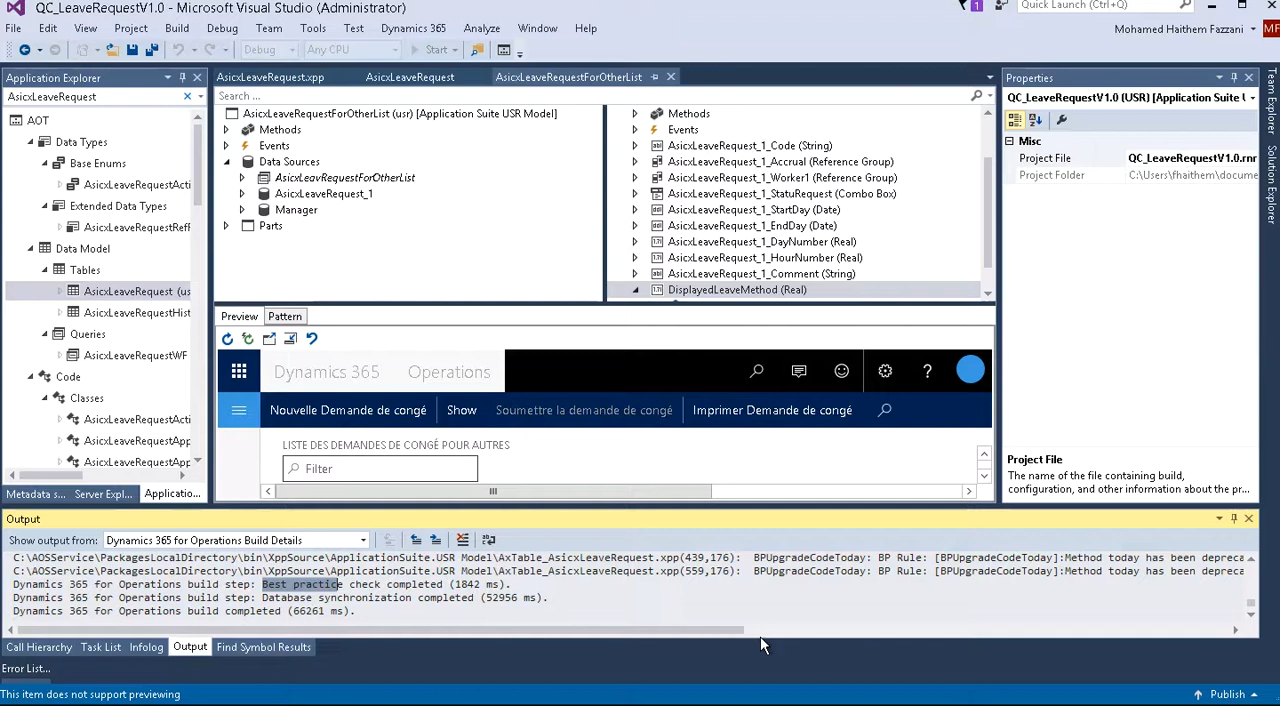 QC_LeaveRequestV1.0 - Microsoft Visual Studio (Administrator)
1
Quick Launch (Ctrl+Q)
File Edit View Project Build Debug Team Tools Test Dynamics 365 Analyze Window Help
Mohamed Haithem Fazzani
MF
Debug
Any CPU
Start
Application Explorer
AsicxLeaveRequest
AOT
Data Types
Base Enums
AsicxLeaveRequestActi
Extended Data Types
AsicxLeaveRequestReff
Data Model
Tables
AsicxLeaveRequest (us
AsicxLeaveRequestHist
Queries
AsicxLeaveRequestWF
Code
Classes
AsicxLeaveRequestActi
AsicxLeaveRequestApp
AsicxLeaveRequestApp
Metadata s...
Server Expl...
Applicatio...
AsicxLeaveRequest.xpp
AsicxLeaveRequest
AsicxLeaveRequestForOtherList
Search ...
AsicxLeaveRequestForOtherList (usr) [Application Suite USR Model]
Methods
Events
Data Sources
AsicxLeavRequestForOtherList
AsicxLeaveRequest_1
Manager
Parts
Methods
Events
AsicxLeaveRequest_1_Code (String)
AsicxLeaveRequest_1_Accrual (Reference Group)
AsicxLeaveRequest_1_Worker1 (Reference Group)
AsicxLeaveRequest_1_StatuRequest (Combo Box)
AsicxLeaveRequest_1_StartDay (Date)
AsicxLeaveRequest_1_EndDay (Date)
AsicxLeaveRequest_1_DayNumber (Real)
AsicxLeaveRequest_1_HourNumber (Real)
AsicxLeaveRequest_1_Comment (String)
DisplayedLeaveMethod (Real)
Preview
Pattern
Dynamics 365
Operations
?
Nouvelle Demande de congé
Show
Soumettre la demande de congé
Imprimer Demande de congé
LISTE DES DEMANDES DE CONGÉ POUR AUTRES
Filter
Properties
QC_LeaveRequestV1.0 (USR) [Application Suite U
Misc
Project File QC_LeaveRequestV1.0.rnr
Project Folder C:\Users\fhaithem\docume
Project File
The name of the file containing build,
configuration, and other information about the pr...
Team Explorer
Solution Explorer
Output
Show output from:
Dynamics 365 for Operations Build Details
C:\AOSService\PackagesLocalDirectory\bin\XppSource\ApplicationSuite.USR Model\AxTable_AsicxLeaveRequest.xpp(439,176): BPUpgradeCodeToday: BP Rule: [BPUpgradeCodeToday]:Method today has been depreca
C:\AOSService\PackagesLocalDirectory\bin\XppSource\ApplicationSuite.USR Model\AxTable_AsicxLeaveRequest.xpp(559,176): BPUpgradeCodeToday: BP Rule: [BPUpgradeCodeToday]:Method today has been depreca
Dynamics 365 for Operations build step: Best practice check completed (1842 ms).
Dynamics 365 for Operations build step: Database synchronization completed (52956 ms).
Dynamics 365 for Operations build completed (66261 ms).
Call Hierarchy
Task List
Infolog
Output
Find Symbol Results
Error List...
This item does not support previewing
Publish